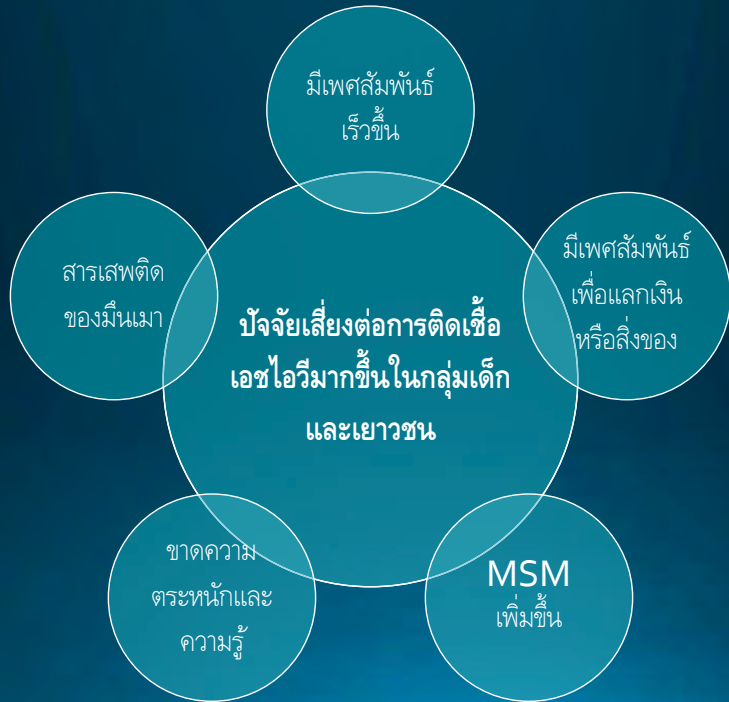 มีเพศสัมพันธ์
เร็วขึ้น
มีเพศสัมพันธ์
เพื่อแลกเงิน
หรือสิ่งของ
MSM
เพิ่มขึ้น
ขาดความ
ตระหนักและ
ความรู้
สารเสพติด
ของมึนเมา
ปัจจัยเสี่ยงต่อการติดเชื้อ
เอชไอวีมากขึ้นในกลุ่มเด็ก
และเยาวชน